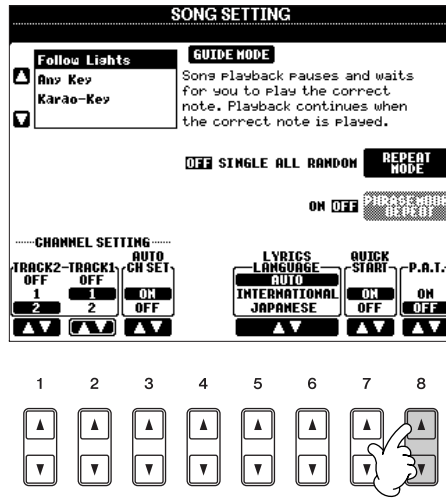 SONG SETTING
Follow Lights
Any Key
Karao-Key
GUIDE MODE
Song playback pauses and waits
for you to play the correct
note. Playback continues when
the correct note is played.
OFF SINGLE ALL RANDOM
REPEAT
MODE
ON OFF
PHRASE MARK
REPEAT
CHANNEL SETTING
TRACK2 TRACK1
AUTO
CH SET
OFF OFF ON
1 1 OFF
2 2
LYRICS
LANGUAGE
AUTO
INTERNATIONAL
JAPANESE
QUICK
START
ON
OFF
P.A.T.
ON
OFF
1 2 3 4 5 6 7 8